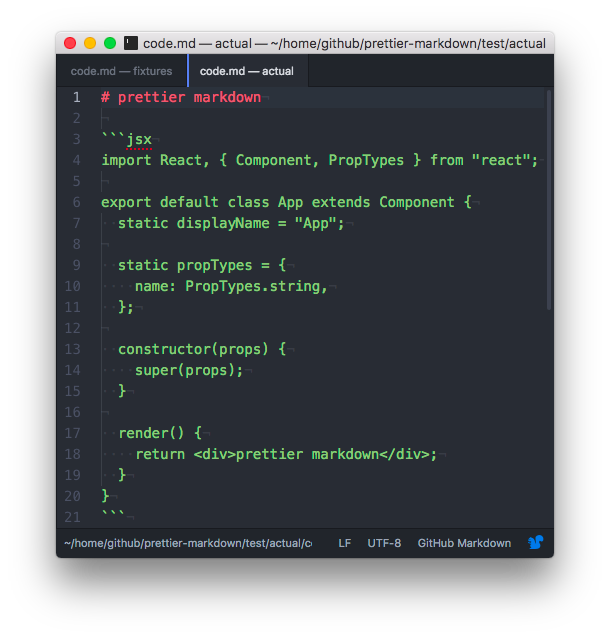 code.md — actual — ~/home/github/prettier-markdown/test/actual
code.md — fixtures
code.md — actual
1 # prettier markdown¬
2 ¬
3 ```jsx¬
4 import React, { Component, PropTypes } from "react";¬
5 ¬
6 export default class App extends Component {¬
7 ··static displayName = "App";¬
8 ¬
9 ··static propTypes = {¬
10 ····name: PropTypes.string,¬
11 ··};¬
12 ¬
13 ··constructor(props) {¬
14 ····super(props);¬
15 ··}¬
16 ¬
17 ··render() {¬
18 ····return <div>prettier markdown</div>;¬
19 ··}¬
20 }¬
21 ```¬
~/home/github/prettier-markdown/test/actual/c
LF
UTF-8
GitHub Markdown